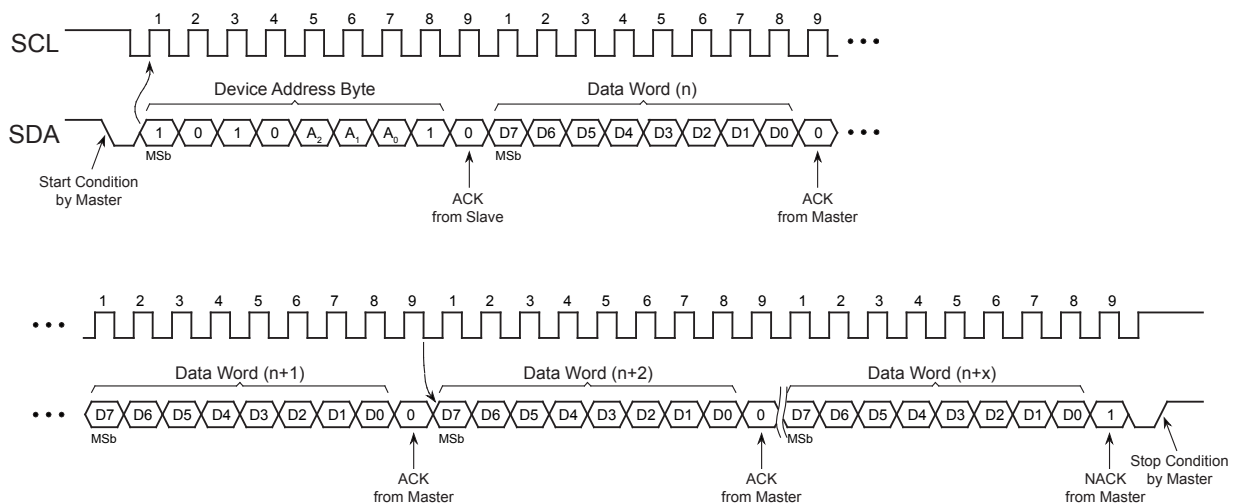 1 2 3 4 5 6 7 8 9 1 2 3 4 5 6 7 8 9
SCL
Device Address Byte Data Word (n)
SDA 1 0 1 0 A2 A1 A0 1 0 D7 D6 D5 D4 D3 D2 D1 D0 0
MSb MSb
Start Condition
by Master
ACK
from Slave
ACK
from Master
1 2 3 4 5 6 7 8 9 1 2 3 4 5 6 7 8 9 1 2 3 4 5 6 7 8 9
Data Word (n+1) Data Word (n+2) Data Word (n+x)
D7 D6 D5 D4 D3 D2 D1 D0 0 D7 D6 D5 D4 D3 D2 D1 D0 0 D7 D6 D5 D4 D3 D2 D1 D0 1
MSb MSb MSb
ACK
from Master
ACK
from Master
NACK
from Master
Stop Condition
by Master